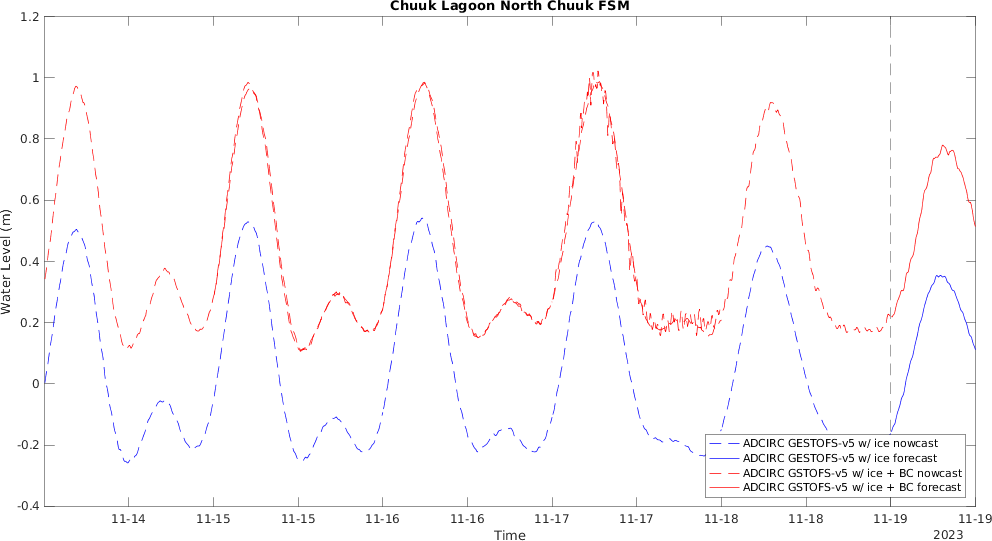 Chuuk Lagoon North Chuuk FSM
1.2
1
0.8
0.6
0.4
0.2
0
-0.2
-0.4
Water Level (m)
ADCIRC GESTOFS-v5 w/ ice nowcast
ADCIRC GESTOFS-v5 w/ ice forecast
ADCIRC GSTOFS-v5 w/ ice + BC nowcast
ADCIRC GSTOFS-v5 w/ ice + BC forecast
11-14 11-15 11-15 11-16 11-16 11-17 11-17 11-18 11-18 11-19 11-19
Time
2023